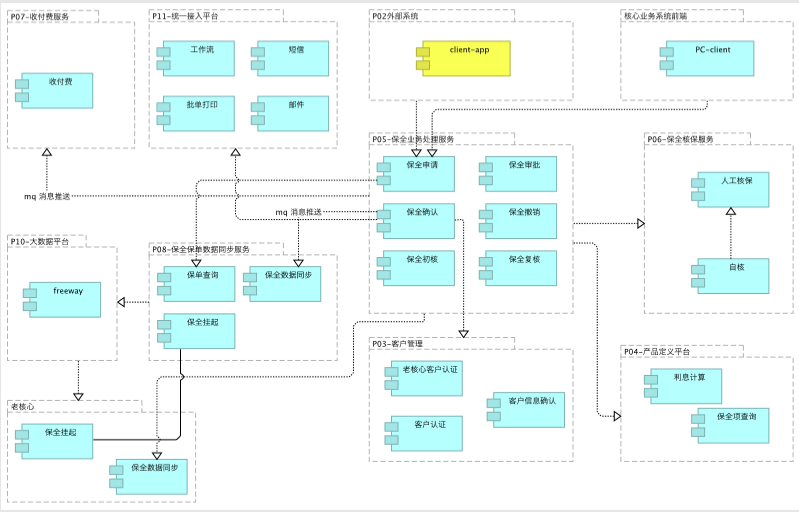 P07-收付费服务
收付费
P11-统一接入平台
工作流
短信
批单打印
邮件
P02外部系统
client-app
核心业务系统前端
PC-client
P05-保全业务处理服务
保全申请
保全审批
保全确认
保全撤销
保全初核
保全复核
P06-保全核保服务
人工核保
自核
mq 消息推送
mq 消息推送
P10-大数据平台
freeway
P08-保全保单数据同步服务
保单查询
保全数据同步
保全挂起
P03-客户管理
老核心客户认证
客户信息确认
客户认证
P04-产品定义平台
利息计算
保全项查询
老核心
保全挂起
保全数据同步